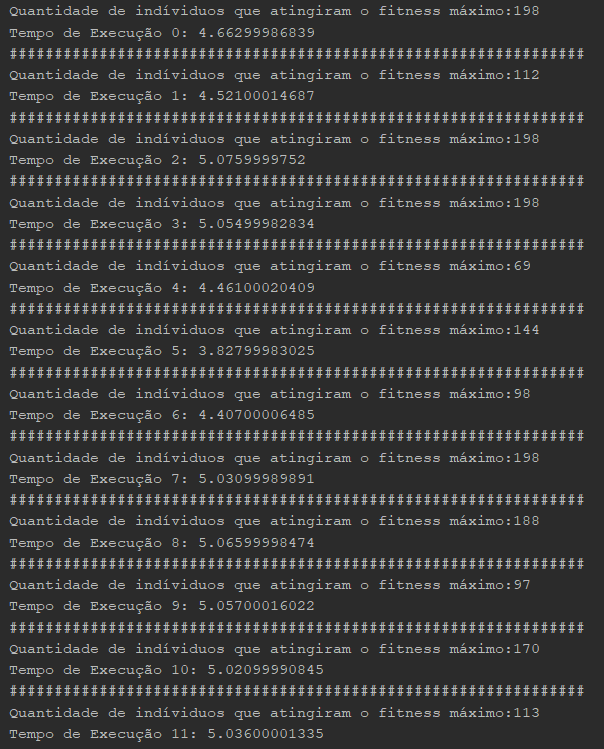 Quantidade de indíviduos que atingiram o fitness máximo:198
Tempo de Execução 0: 4.66299986839
################################################################
Quantidade de indíviduos que atingiram o fitness máximo:112
Tempo de Execução 1: 4.52100014687
################################################################
Quantidade de indíviduos que atingiram o fitness máximo:198
Tempo de Execução 2: 5.0759999752
################################################################
Quantidade de indíviduos que atingiram o fitness máximo:198
Tempo de Execução 3: 5.05499982834
################################################################
Quantidade de indíviduos que atingiram o fitness máximo:69
Tempo de Execução 4: 4.46100020409
################################################################
Quantidade de indíviduos que atingiram o fitness máximo:144
Tempo de Execução 5: 3.82799983025
################################################################
Quantidade de indíviduos que atingiram o fitness máximo:98
Tempo de Execução 6: 4.40700006485
################################################################
Quantidade de indíviduos que atingiram o fitness máximo:198
Tempo de Execução 7: 5.03099989891
################################################################
Quantidade de indíviduos que atingiram o fitness máximo:188
Tempo de Execução 8: 5.06599998474
################################################################
Quantidade de indíviduos que atingiram o fitness máximo:97
Tempo de Execução 9: 5.05700016022
################################################################
Quantidade de indíviduos que atingiram o fitness máximo:170
Tempo de Execução 10: 5.02099990845
################################################################
Quantidade de indíviduos que atingiram o fitness máximo:113
Tempo de Execução 11: 5.03600001335